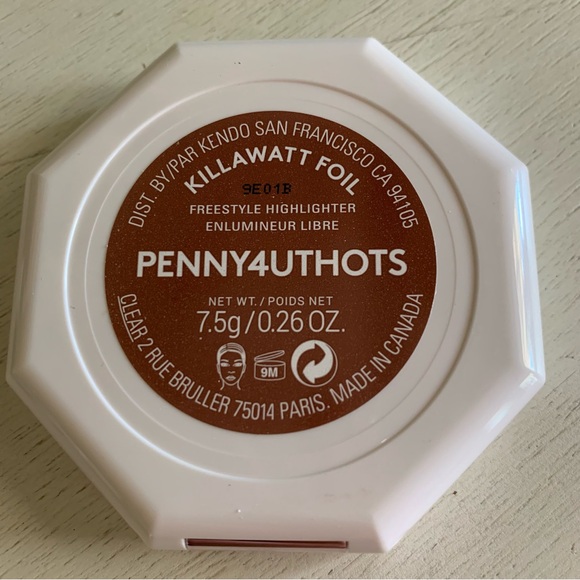 DIST. BY/PAR KENDO SAN FRANCISCO CA 94105
KILLAWATT FOIL
9E01B
FREESTYLE HIGHLIGHTER
ENLUMINEUR LIBRE
PENNY4UTHOTS
NET WT./POIDS NET
7.5g/0.26 OZ.
9M
CLEAR 2 RUE BRULLER 75014 PARIS. MADE IN CANADA